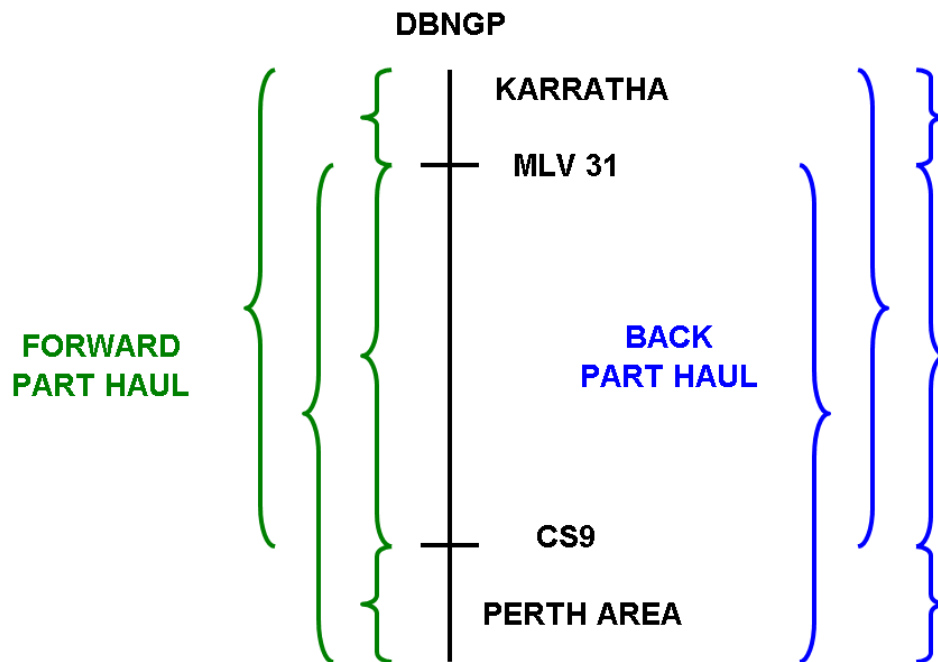 DBNGP
KARRATHA
MLV 31
FORWARD
PART HAUL
BACK
PART HAUL
CS9
PERTH AREA